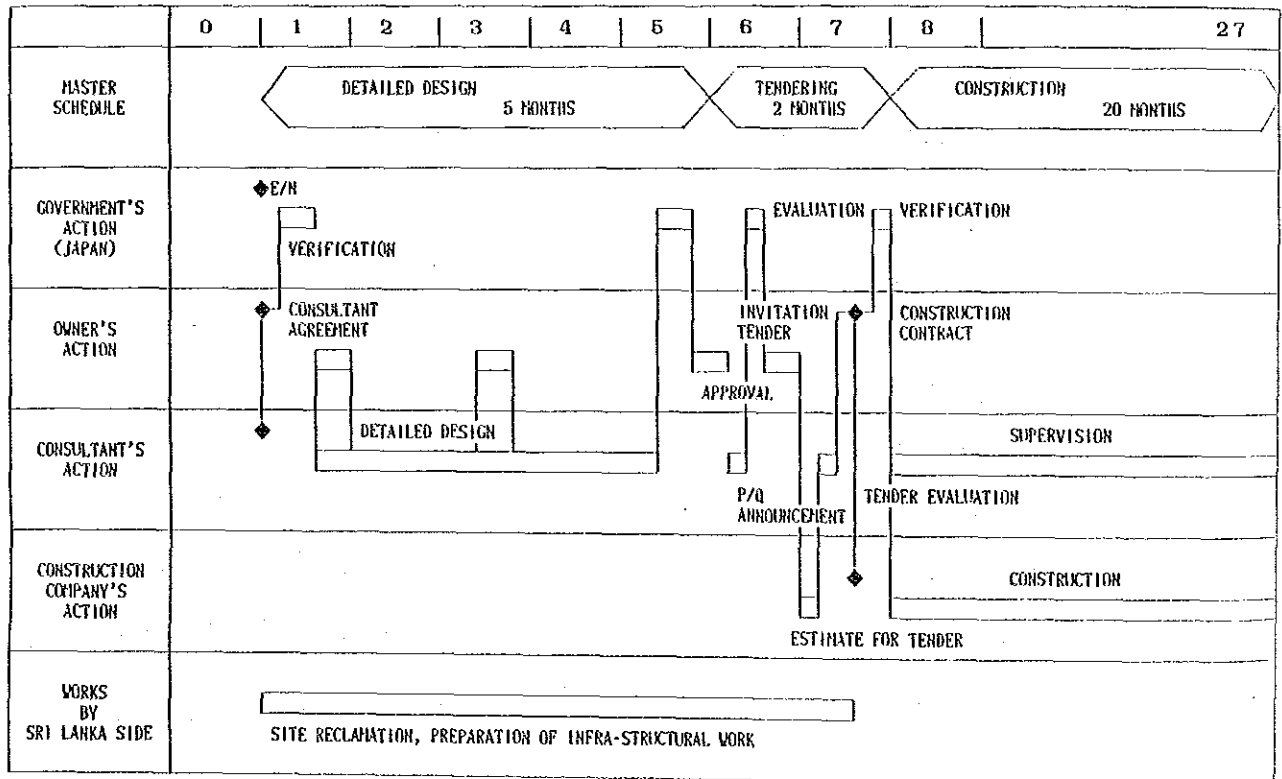 0 1 2 3 4 5 6 7 8 27
MASTER
SCHEDULE
DETAILED DESIGN
5 MONTHS
TENDERING
2 MONTHS
CONSTRUCTION
20 MONTHS
GOVERNMENT'S
ACTION
(JAPAN)
E/N
VERIFICATION
EVALUATION
VERIFICATION
OWNER'S
ACTION
CONSULTANT
AGREEMENT
INVITATION
TENDER
CONSTRUCTION
CONTRACT
APPROVAL
CONSULTANT'S
ACTION
DETAILED DESIGN
SUPERVISION
P/Q
ANNOUNCEMENT
TENDER EVALUATION
CONSTRUCTION
COMPANY'S
ACTION
CONSTRUCTION
ESTIMATE FOR TENDER
WORKS
BY
SRI LANKA SIDE
SITE RECLAMATION, PREPARATION OF INFRA-STRUCTURAL WORK